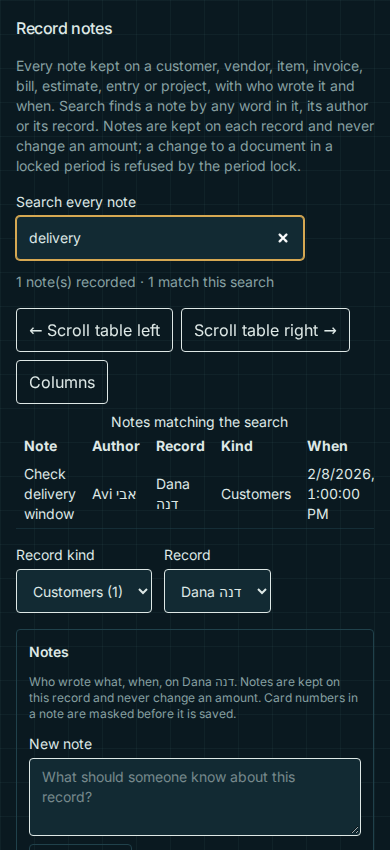 Record notes
Every note kept on a customer, vendor, item, invoice,
bill, estimate, entry or project, with who wrote it and
when. Search finds a note by any word in it, its author
or its record. Notes are kept on each record and never
change an amount; a change to a document in a
locked period is refused by the period lock.
Search every note
delivery ×
1 note(s) recorded · 1 match this search
← Scroll table left Scroll table right →
Columns
Notes matching the search
Note Author Record Kind When
Check delivery window Avi אבי Dana דנה Customers 2/8/2026, 1:00:00 PM
Record kind Record
Customers (1) Dana דנה
Notes
Who wrote what, when, on Dana דנה. Notes are kept on
this record and never change an amount. Card numbers in
a note are masked before it is saved.
New note
What should someone know about this
record?